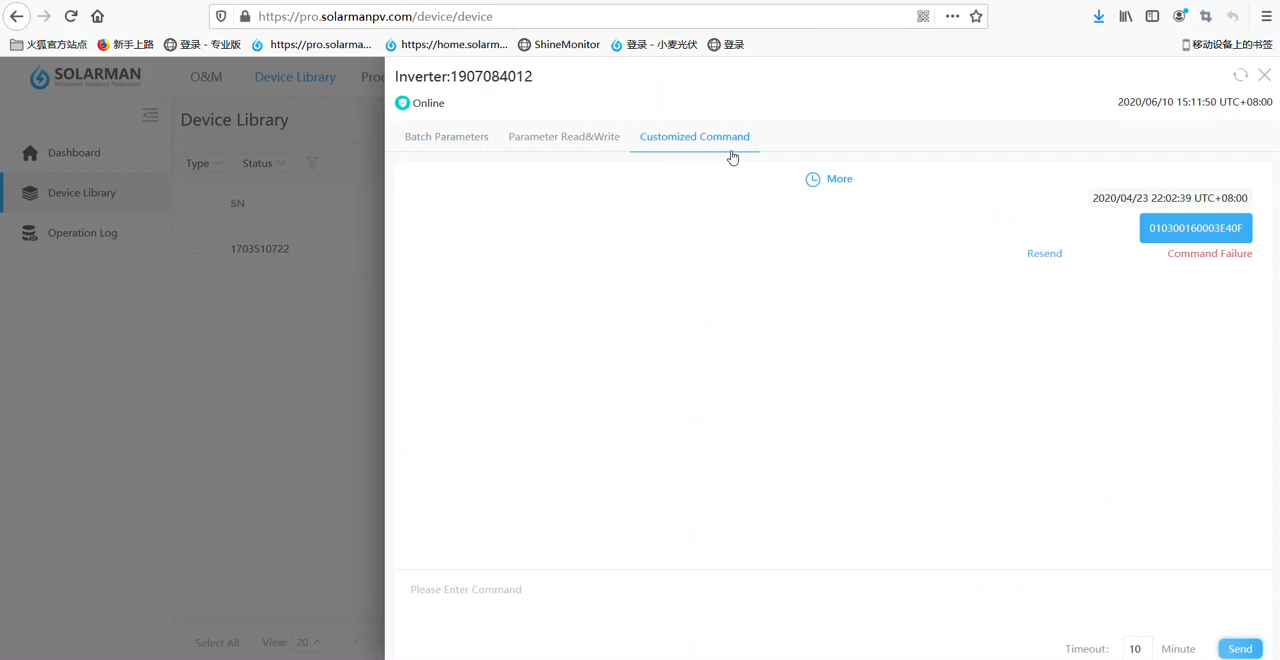 https://pro.solarmanpv.com/device/device
火狐官方站点 新手上路 登录 - 专业版 https://pro.solarma... https://home.solarm... ShineMonitor 登录 - 小麦光伏 登录 移动设备上的书签
SOLARMAN O&M Device Library Proc
Inverter:1907084012
Online
2020/06/10 15:11:50 UTC+08:00
Device Library
Batch Parameters Parameter Read&Write Customized Command
Dashboard
Device Library
Operation Log
Type Status
SN
1703510722
More
2020/04/23 22:02:39 UTC+08:00
010300160003E40F
Resend Command Failure
Please Enter Command
Select All View: 20
Timeout: 10 Minute Send